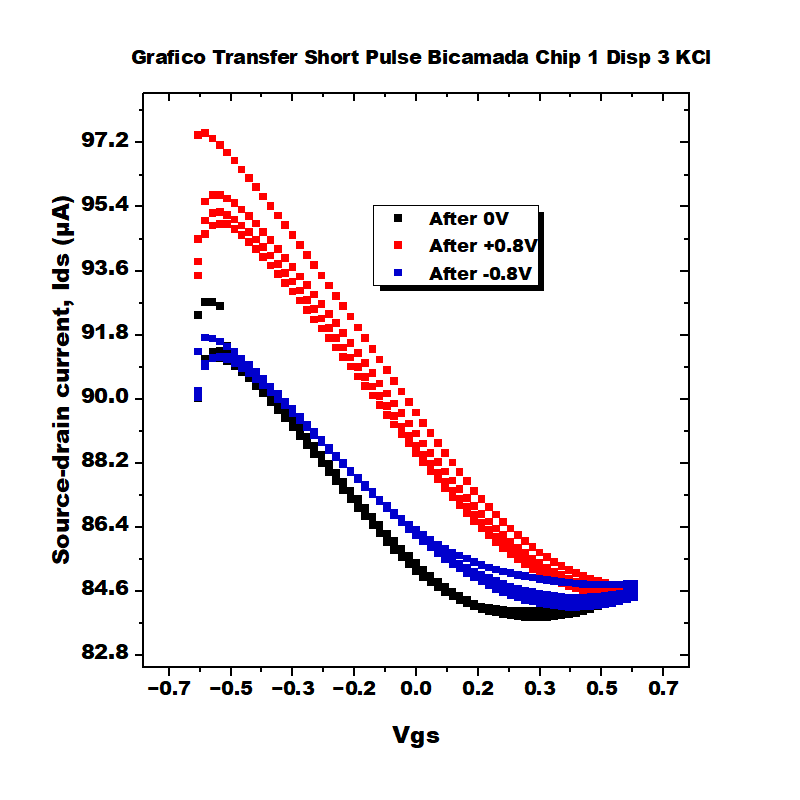 Grafico Transfer Short Pulse Bicamada Chip 1 Disp 3 KCl
97.2
95.4
93.6
91.8
90.0
88.2
86.4
84.6
82.8
Source-drain current, Ids (µA)
After 0V
After +0.8V
After -0.8V
−0.7 −0.5 −0.3 −0.2 0.0 0.2 0.3 0.5 0.7
Vgs